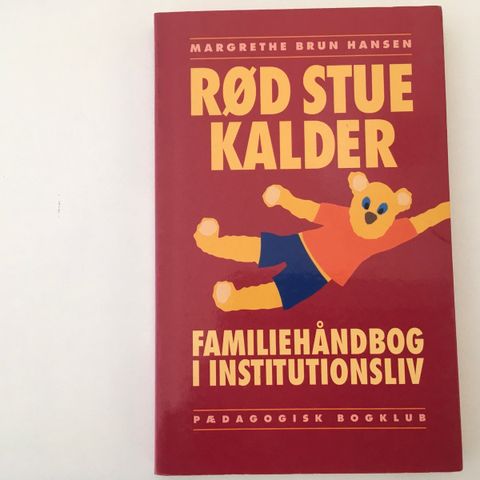 MARGRETHE BRUN HANSEN
RØD STUE
KALDER
FAMILIEHÅNDBOG
I INSTITUTIONSLIV
PÆDAGOGISK BOGKLUB